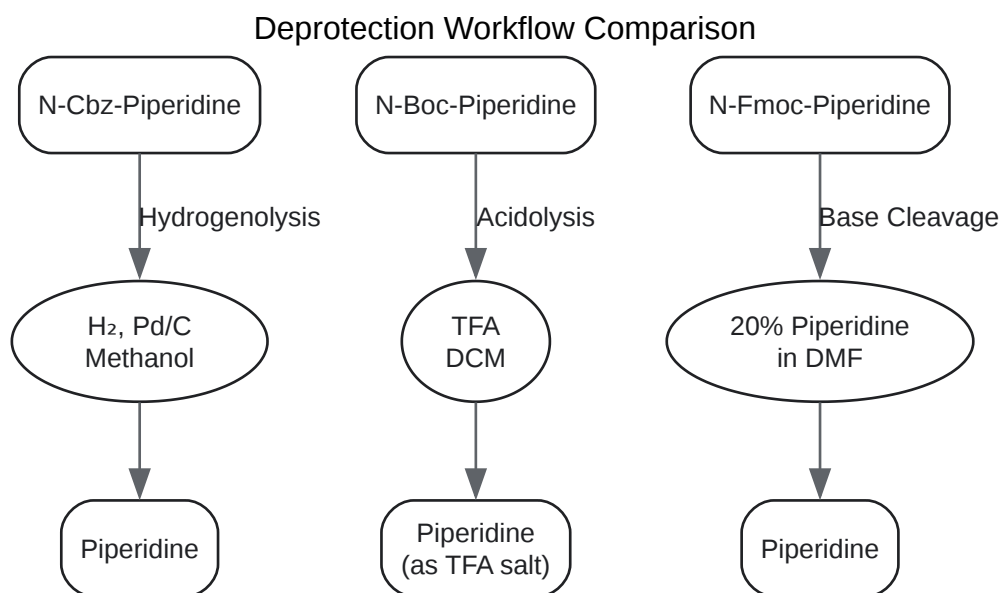 Deprotection Workflow Comparison
N-Cbz-Piperidine
N-Boc-Piperidine
N-Fmoc-Piperidine
Hydrogenolysis
Acidolysis
Base Cleavage
H₂, Pd/C
Methanol
TFA
DCM
20% Piperidine
in DMF
Piperidine
Piperidine
(as TFA salt)
Piperidine